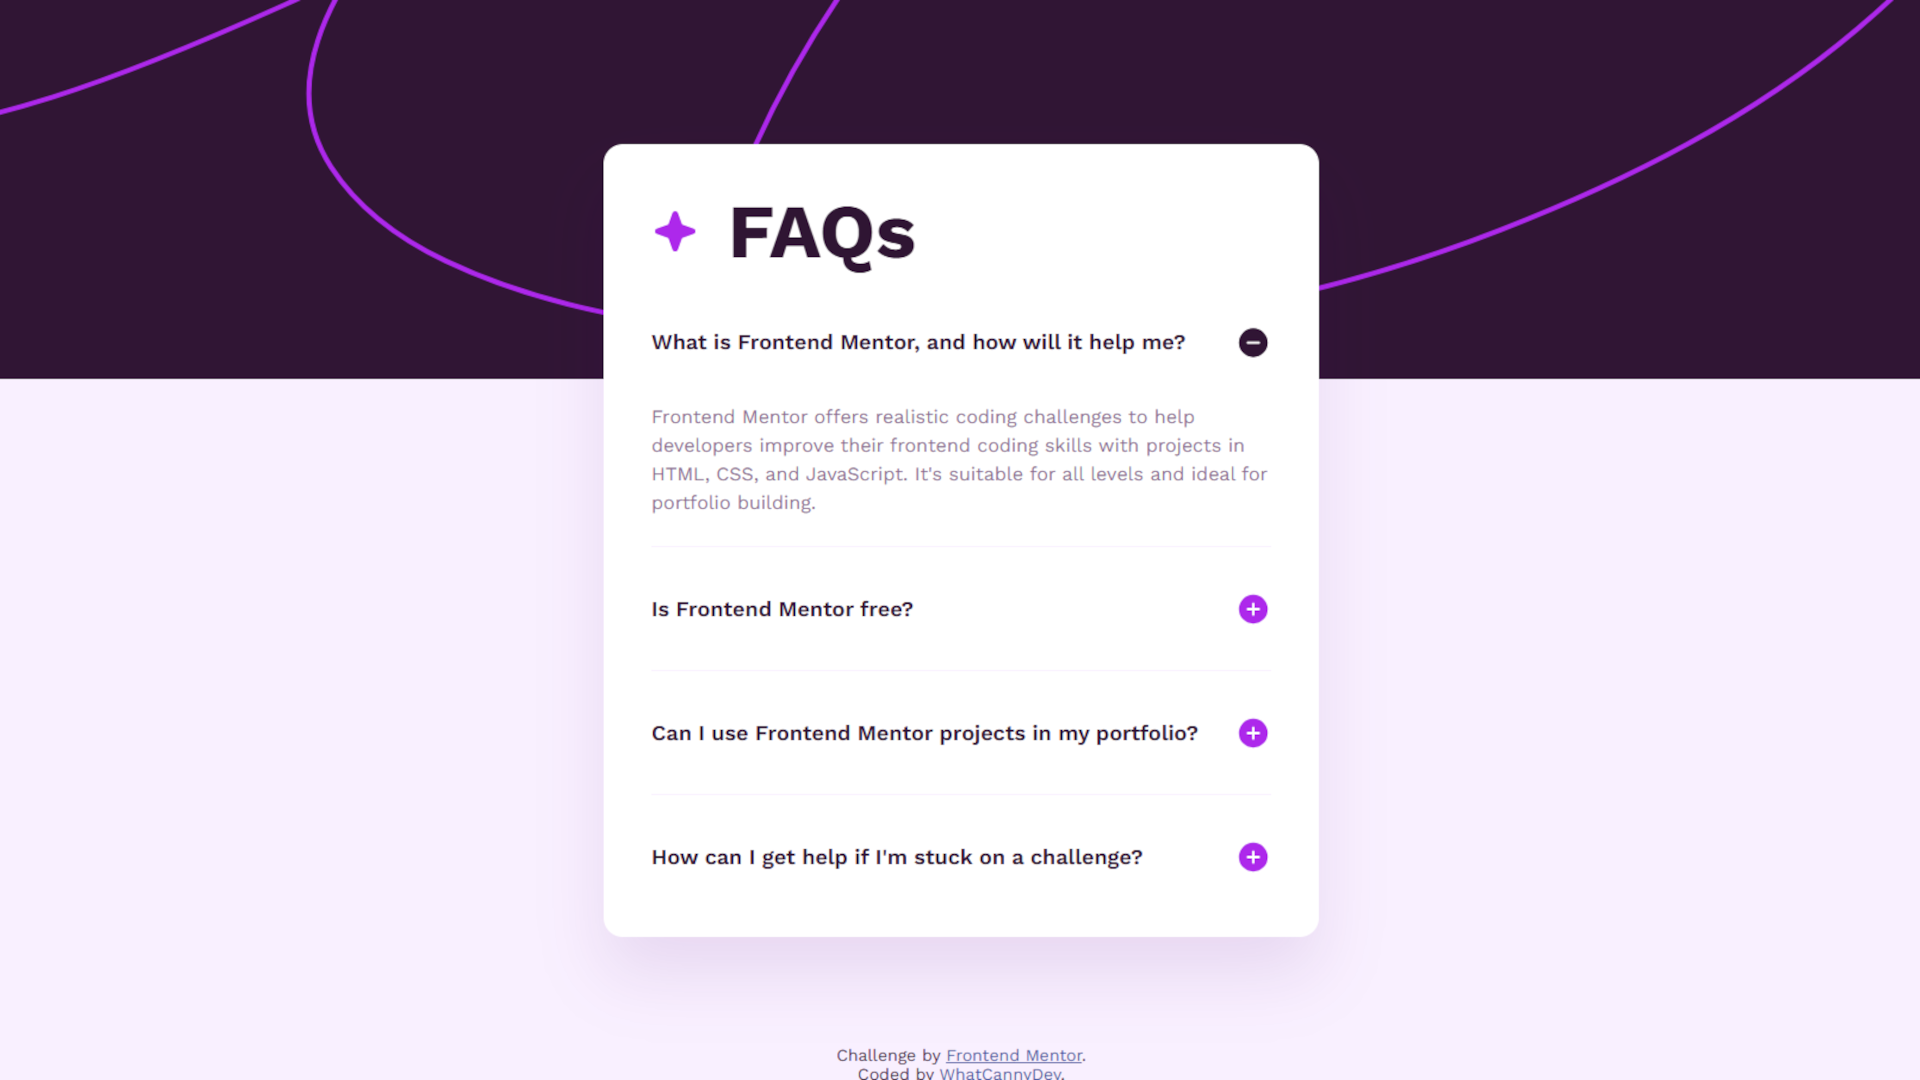 FAQs
What is Frontend Mentor, and how will it help me?
Frontend Mentor offers realistic coding challenges to help
developers improve their frontend coding skills with projects in
HTML, CSS, and JavaScript. It's suitable for all levels and ideal for
portfolio building.
Is Frontend Mentor free?
Can I use Frontend Mentor projects in my portfolio?
How can I get help if I'm stuck on a challenge?
Challenge by Frontend Mentor.
Coded by WhatCannyDev.